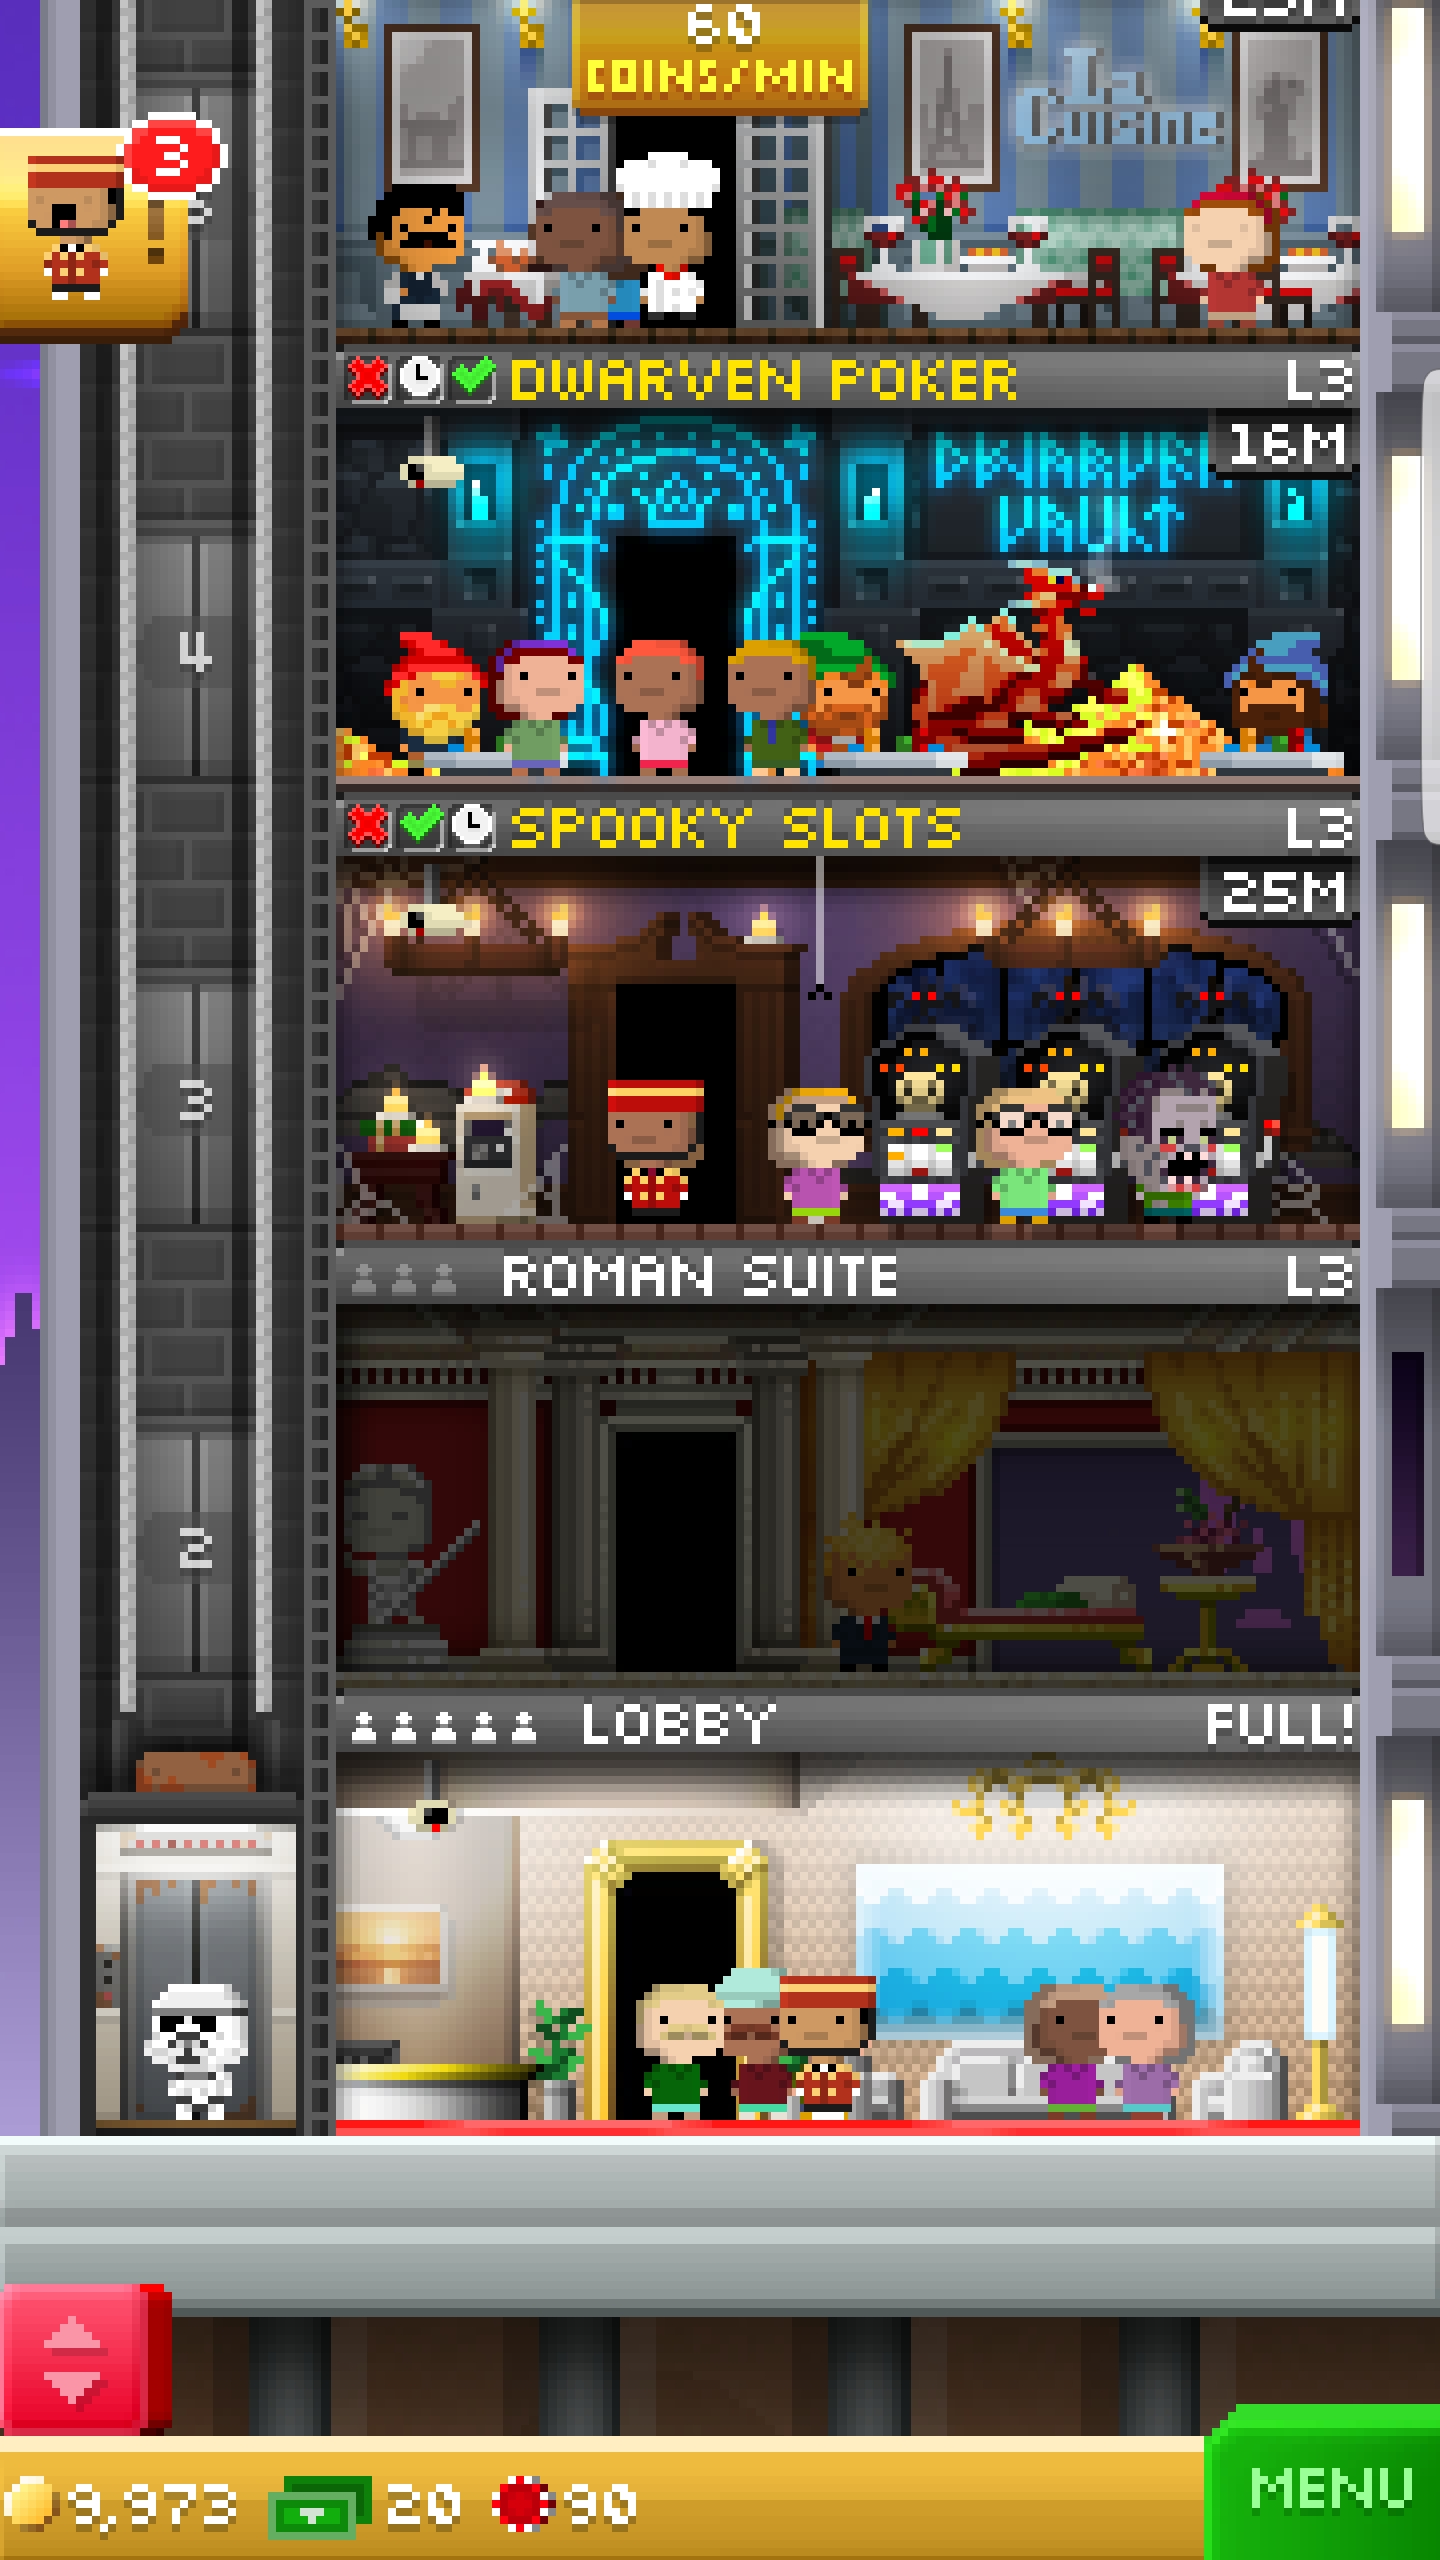 60
COINS/MIN
La
Cuisine
3
DWARVEN POKER L3
16M
VAULT
4
SPOOKY SLOTS L3
25M
3
ROMAN SUITE L3
2
LOBBY FULL!
MENU
9,973 20 90